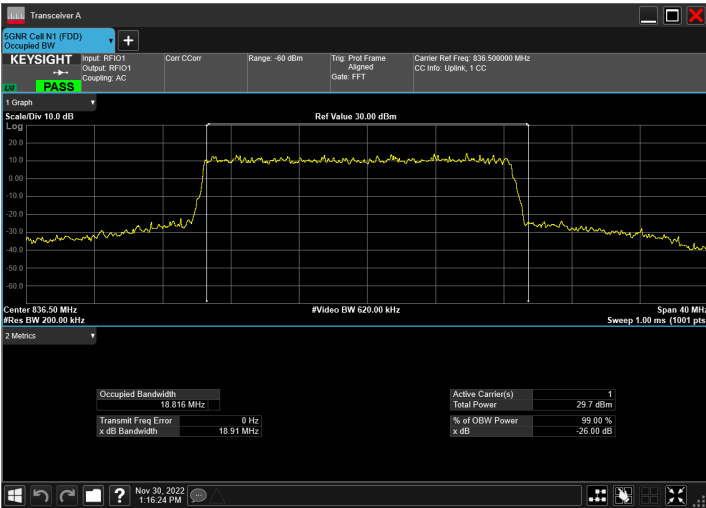 Transceiver A
5GNR Cell N1 (FDD)
Occupied BW
KEYSIGHT
PASS
Input: RFIO1
Output: RFIO1
Coupling: AC
Corr CCorr
Range: -60 dBm
Trig: Prot Frame
Aligned
Gate: FFT
Carrier Ref Freq: 836.500000 MHz
CC Info: Uplink, 1 CC
1 Graph
Scale/Div 10.0 dB
Ref Value 30.00 dBm
Log
20.0
10.0
0.00
-10.0
-20.0
-30.0
-40.0
-50.0
-60.0
Center 836.50 MHz
#Video BW 620.00 kHz
Span 40 MHz
#Res BW 200.00 kHz
Sweep 1.00 ms (1001 pts
2 Metrics
Occupied Bandwidth
18.816 MHz
Transmit Freq Error 0 Hz
x dB Bandwidth 18.91 MHz
Active Carrier(s) 1
Total Power 29.7 dBm
% of OBW Power 99.00 %
x dB -26.00 dB
?
Nov 30, 2022
1:16:24 PM